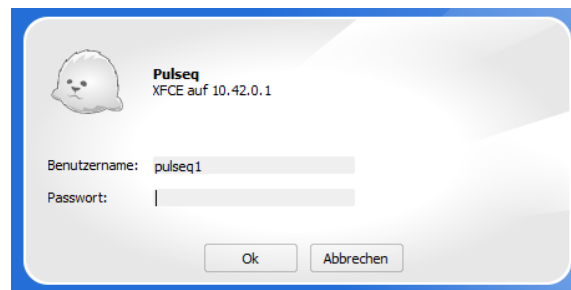 Pulseq
XFCE auf 10.42.0.1
Benutzername: pulseq1
Passwort:
Ok Abbrechen